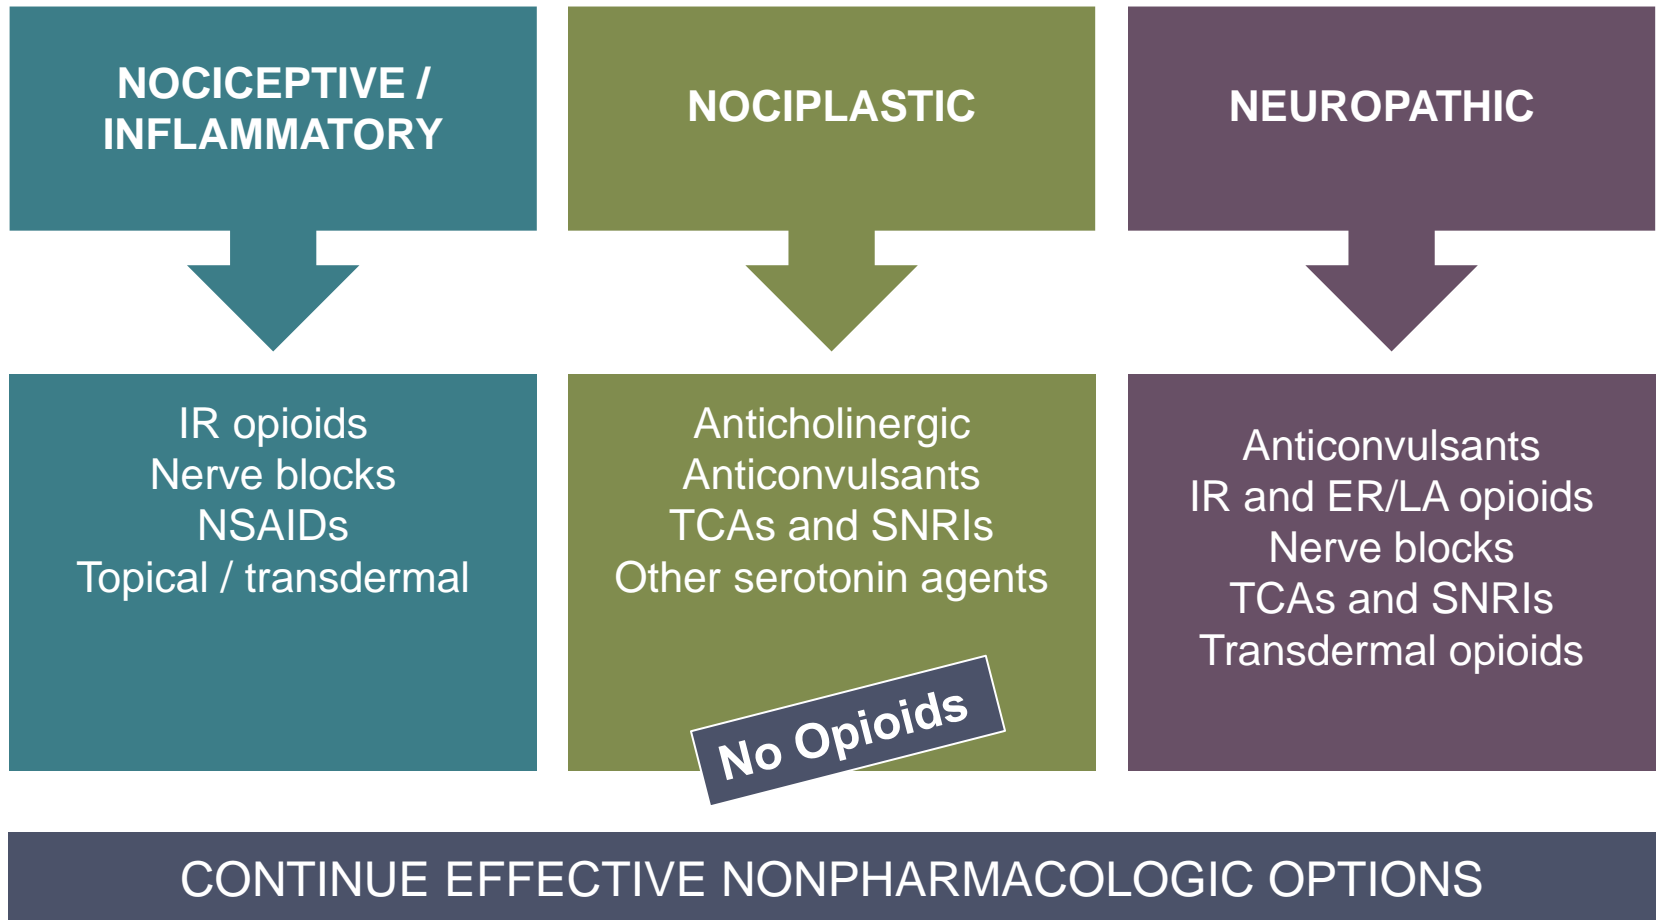 NOCICEPTIVE /
INFLAMMATORY
NOCIPLASTIC
NEUROPATHIC
IR opioids
Nerve blocks
NSAIDs
Topical / transdermal
Anticholinergic
Anticonvulsants
TCAs and SNRIs
Other serotonin agents
No Opioids
Anticonvulsants
IR and ER/LA opioids
Nerve blocks
TCAs and SNRIs
Transdermal opioids
CONTINUE EFFECTIVE NONPHARMACOLOGIC OPTIONS